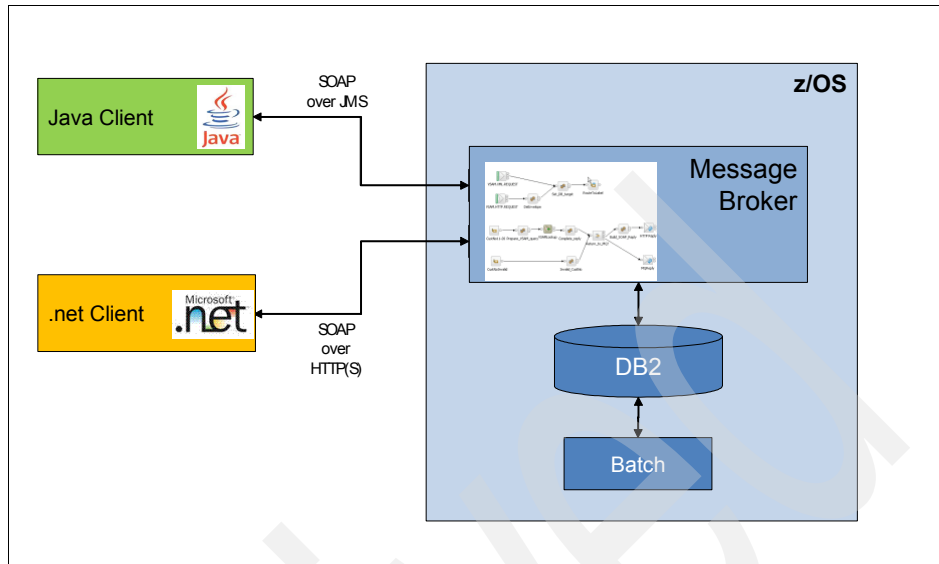 SOAP
over JMS
z/OS
Java Client
Java
Message
Broker
.net Client
Microsoft
.net
SOAP
over
HTTP(S)
DB2
Batch